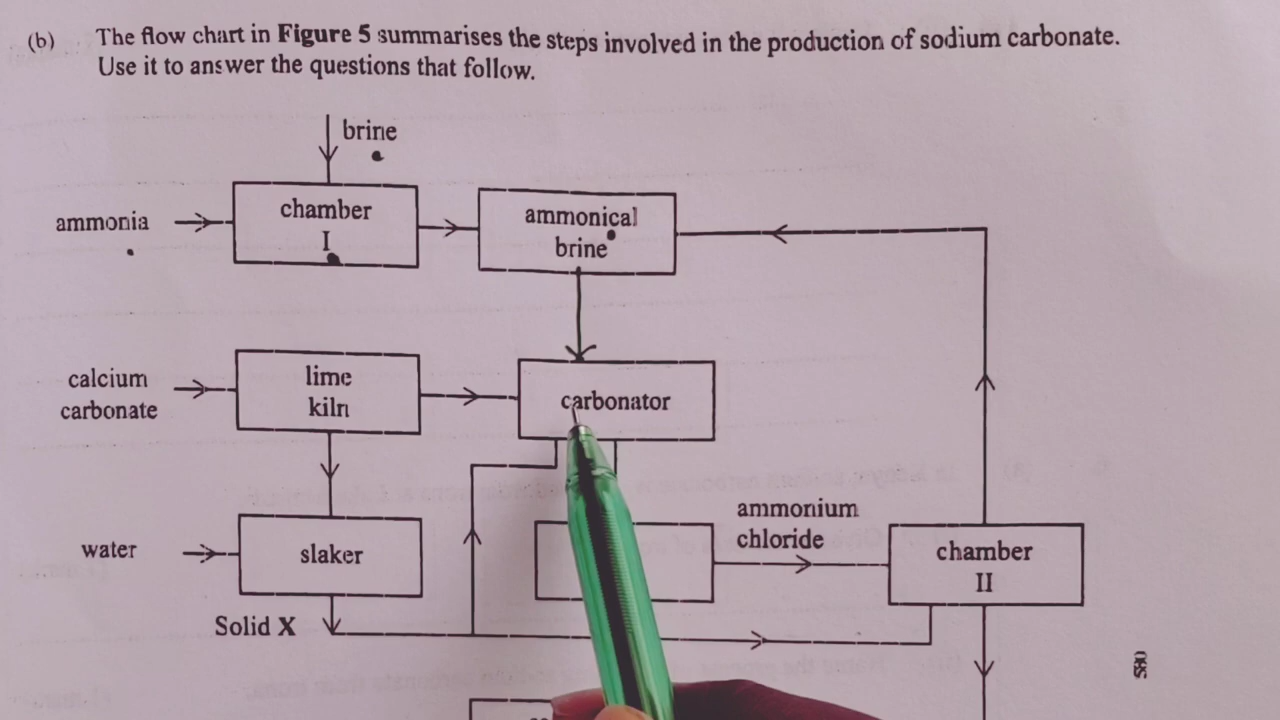 (b) The flow chart in Figure 5 summarises the steps involved in the production of sodium carbonate.
Use it to answer the questions that follow.
brine
ammonia
chamber
I
ammonical
brine
calcium
carbonate
lime
kiln
carbonator
water
slaker
ammonium
chloride
chamber
II
Solid X